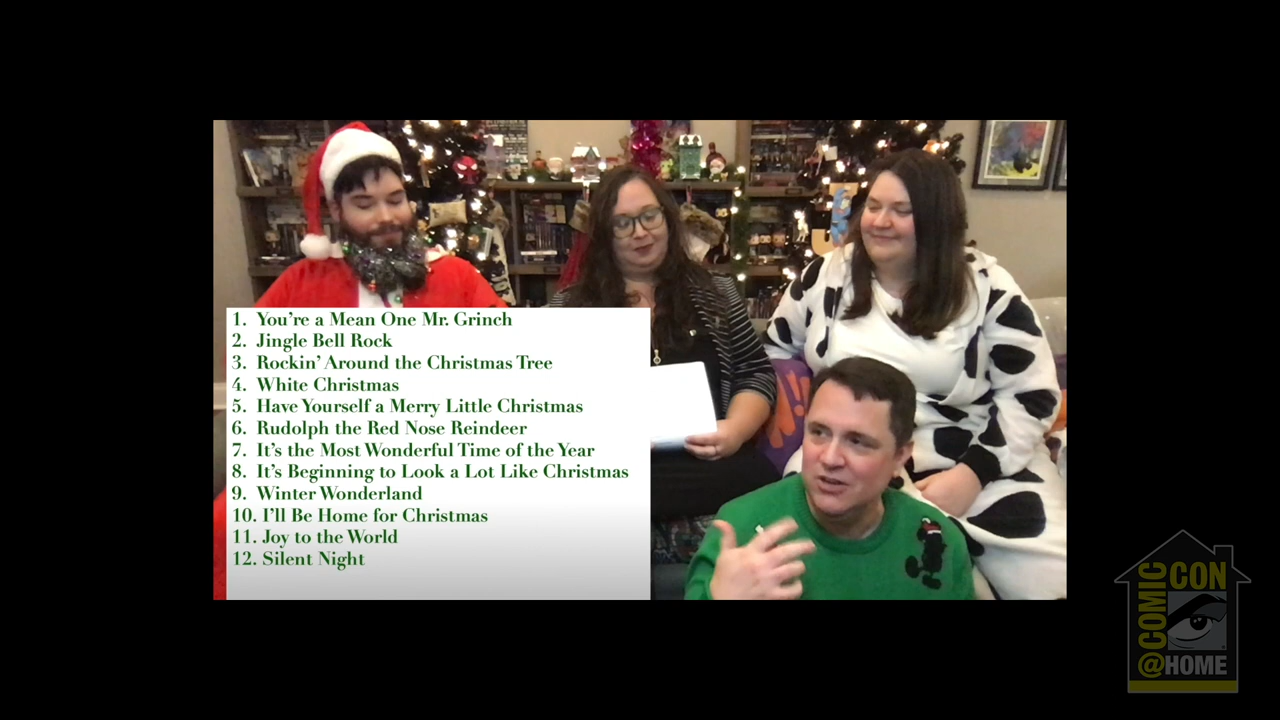 1. You're a Mean One Mr. Grinch
2. Jingle Bell Rock
3. Rockin' Around the Christmas Tree
4. White Christmas
5. Have Yourself a Merry Little Christmas
6. Rudolph the Red Nose Reindeer
7. It's the Most Wonderful Time of the Year
8. It's Beginning to Look a Lot Like Christmas
9. Winter Wonderland
10. I'll Be Home for Christmas
11. Joy to the World
12. Silent Night
COMIC
CON
@HOME